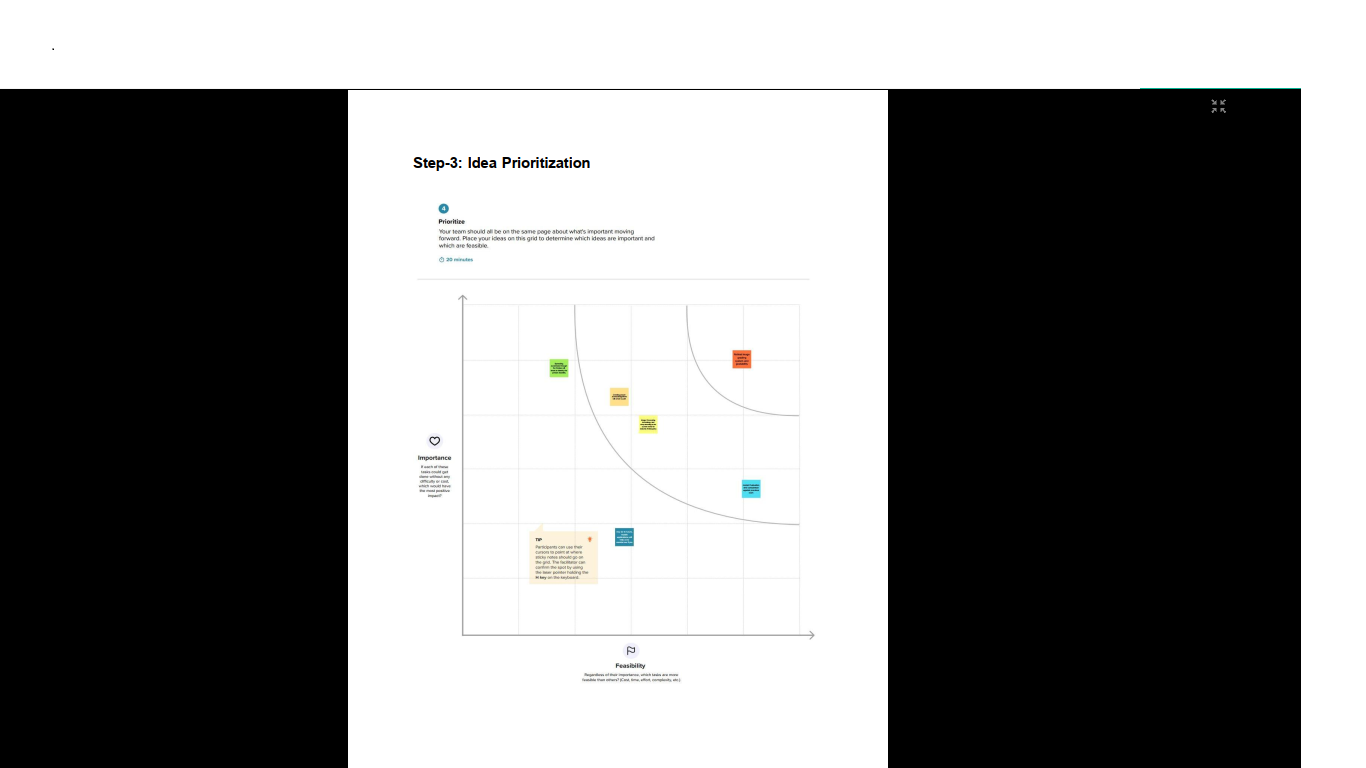 .
Step-3: Idea Prioritization
4
Prioritize
Your team should all be on the same page about what's important moving
forward. Place your ideas on this grid to determine which ideas are important and
which are feasible.
20 minutes
Importance
If each of these
tasks could get
done without any
difficulty or cost,
which would have
the most positive
impact?
TIP
Participants can use their
cursors to point at where
sticky notes should go on
the grid. The facilitator can
confirm the spot by using
the laser pointer holding the
H key on the keyboard.
Feasibility
Regardless of their importance, which tasks are more
feasible than others? (Cost, time, effort, complexity, etc.)